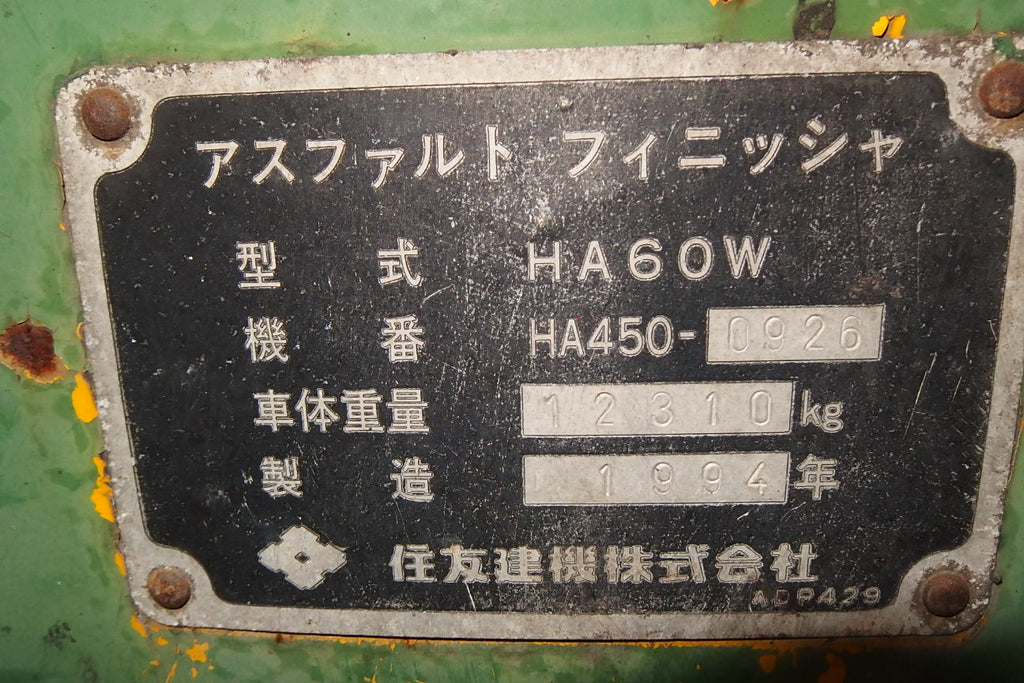 アスファルト フィニッシャ
型式 HA60W
機番 HA450-0926
車体重量 12310 kg
製造 1994年
住友建機株式会社
ADP429